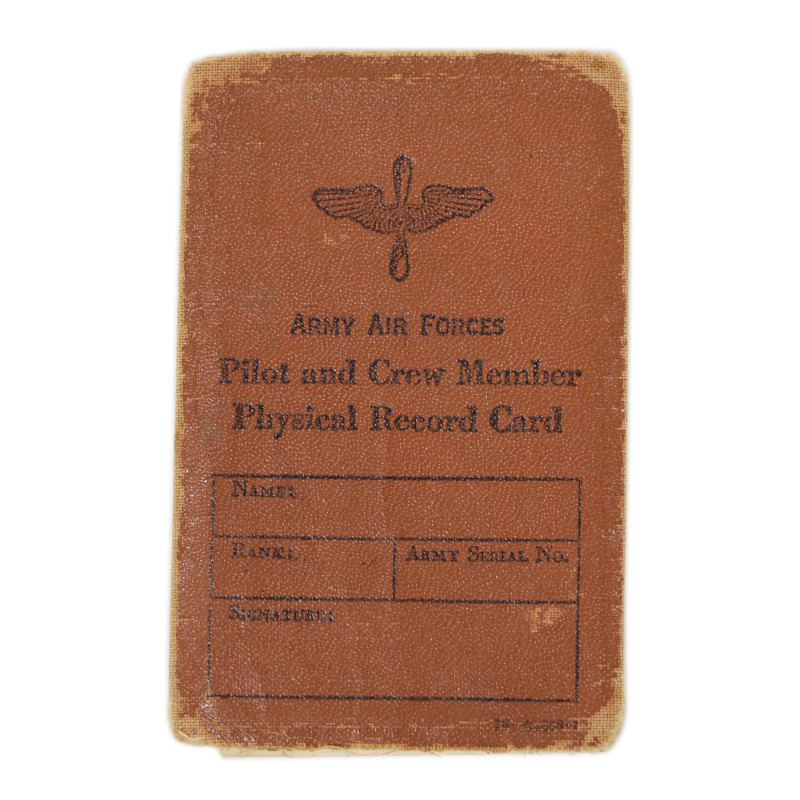 ARMY AIR FORCES
Pilot and Crew Member
Physical Record Card
NAME:
RANK: ARMY SERIAL NO.
SIGNATURE: